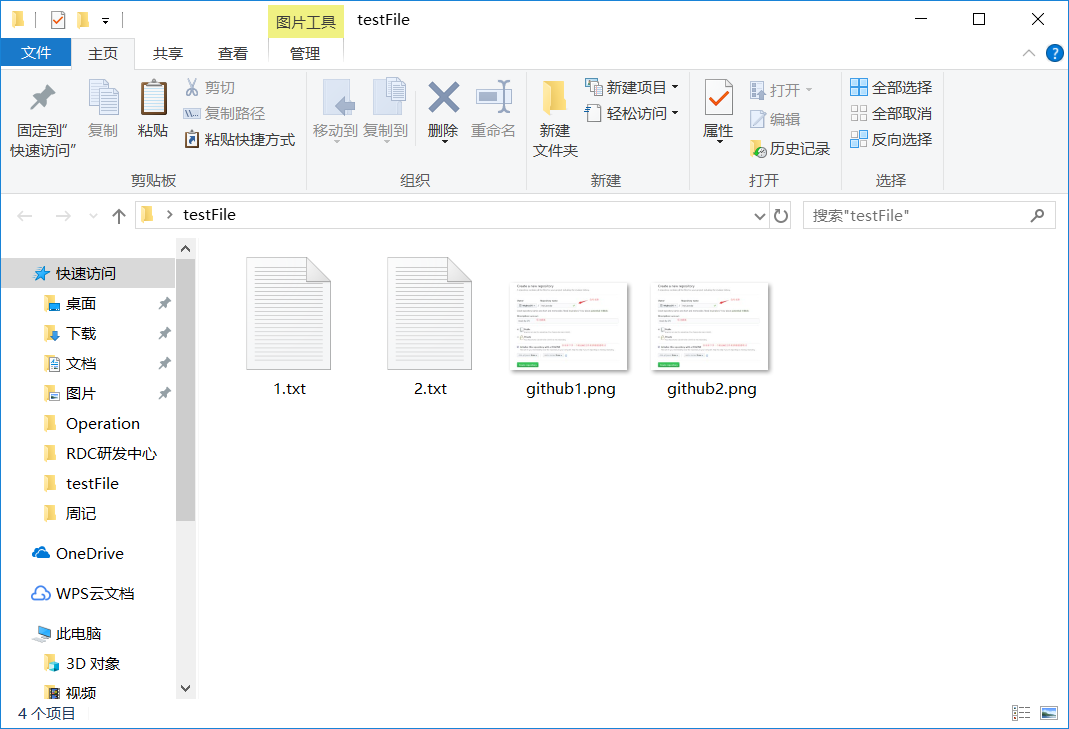 图片工具 testFile
文件 主页 共享 查看 管理
固定到"快速访问"
复制
粘贴
剪切
复制路径
粘贴快捷方式
剪贴板
移动到 复制到 删除 重命名
组织
新建
文件夹
新建项目
轻松访问
新建
属性
打开
编辑
历史记录
打开
全部选择
全部取消
反向选择
选择
testFile
搜索"testFile"
快速访问
桌面
下载
文档
图片
Operation
RDC研发中心
testFile
周记
OneDrive
WPS云文档
此电脑
3D 对象
视频
1.txt
2.txt
github1.png
github2.png
Create a new repository
Create a new repository
4 个项目